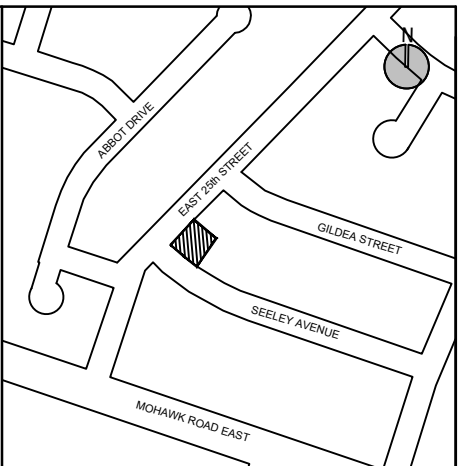 N
ABBOT DRIVE
EAST 25th STREET
GILDEA STREET
SEELEY AVENUE
MOHAWK ROAD EAST